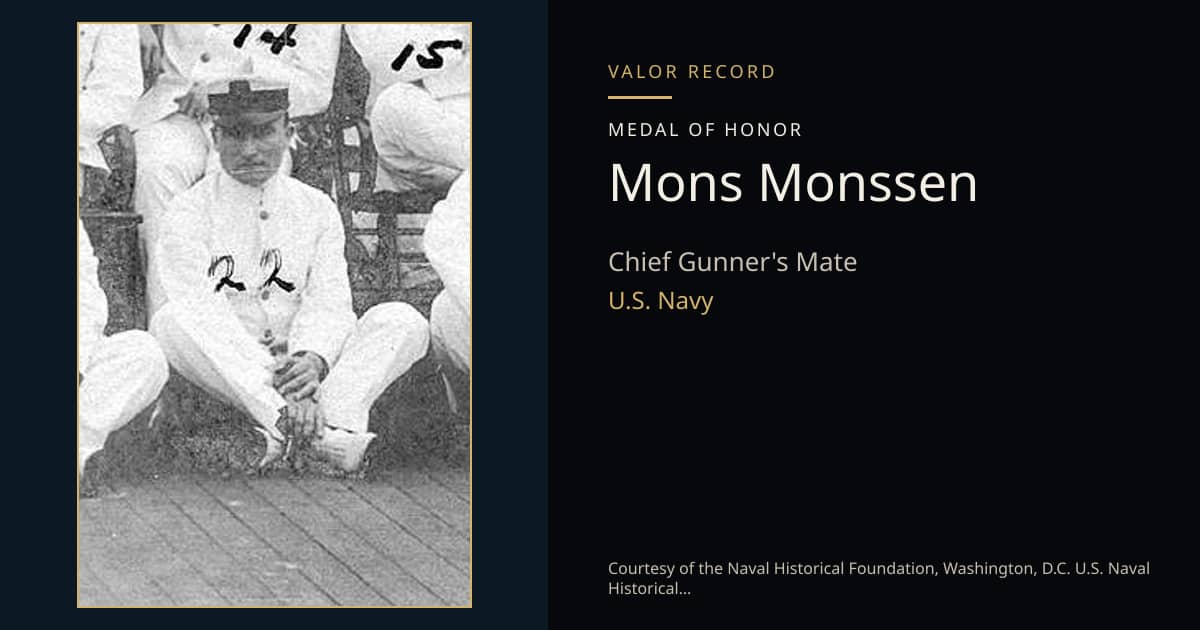 14
15
22
VALOR RECORD
MEDAL OF HONOR
Mons Monssen
Chief Gunner's Mate
U.S. Navy
Courtesy of the Naval Historical Foundation, Washington, D.C. U.S. Naval
Historical...